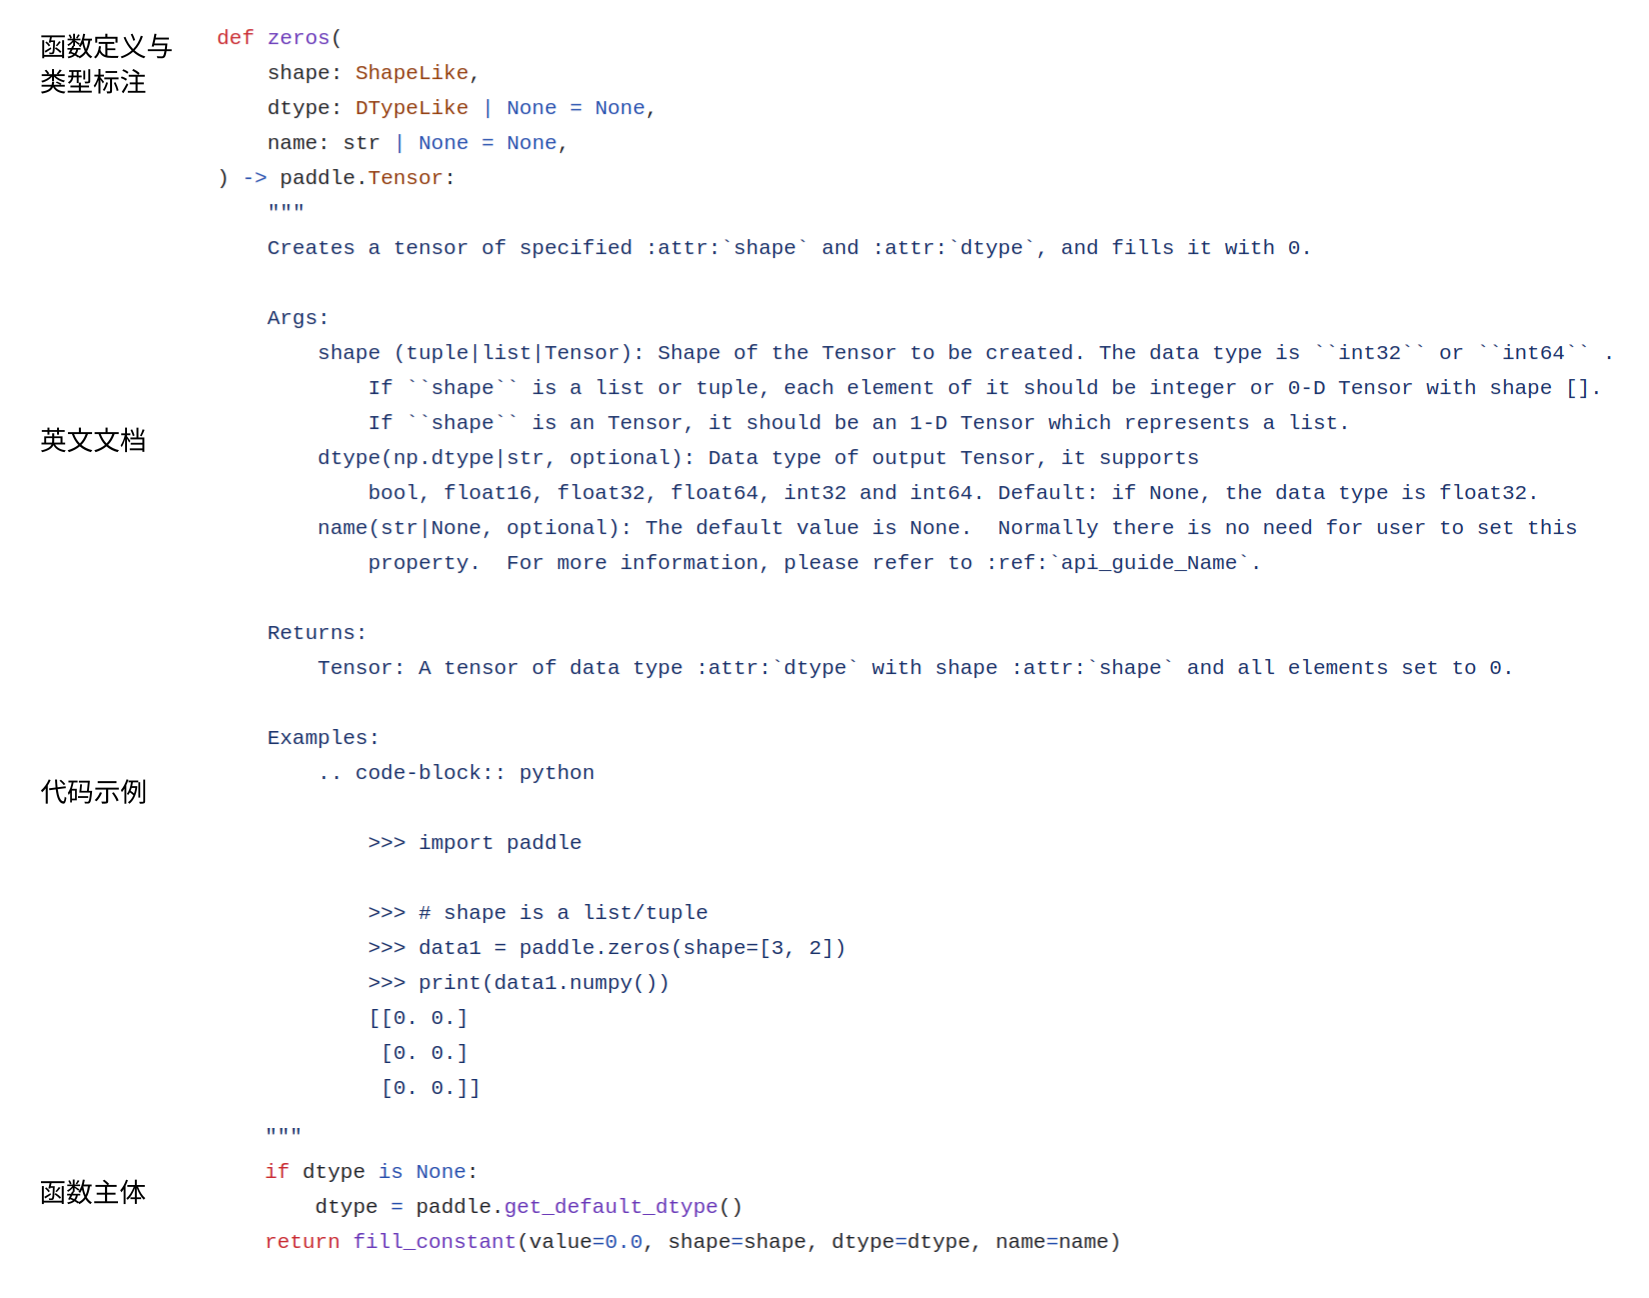 函数定义与
类型标注
def zeros(
    shape: ShapeLike,
    dtype: DTypeLike | None = None,
    name: str | None = None,
) -> paddle.Tensor:
    """
    Creates a tensor of specified :attr:`shape` and :attr:`dtype`, and fills it with 0.

    Args:
        shape (tuple|list|Tensor): Shape of the Tensor to be created. The data type is ``int32`` or ``int64`` .
            If ``shape`` is a list or tuple, each element of it should be integer or 0-D Tensor with shape [].
            If ``shape`` is an Tensor, it should be an 1-D Tensor which represents a list.
英文文档
        dtype(np.dtype|str, optional): Data type of output Tensor, it supports
            bool, float16, float32, float64, int32 and int64. Default: if None, the data type is float32.
        name(str|None, optional): The default value is None.  Normally there is no need for user to set this
            property.  For more information, please refer to :ref:`api_guide_Name`.

    Returns:
        Tensor: A tensor of data type :attr:`dtype` with shape :attr:`shape` and all elements set to 0.

    Examples:
        .. code-block:: python
代码示例

            >>> import paddle

            >>> # shape is a list/tuple
            >>> data1 = paddle.zeros(shape=[3, 2])
            >>> print(data1.numpy())
            [[0. 0.]
             [0. 0.]
             [0. 0.]]
    """
    if dtype is None:
函数主体
        dtype = paddle.get_default_dtype()
    return fill_constant(value=0.0, shape=shape, dtype=dtype, name=name)